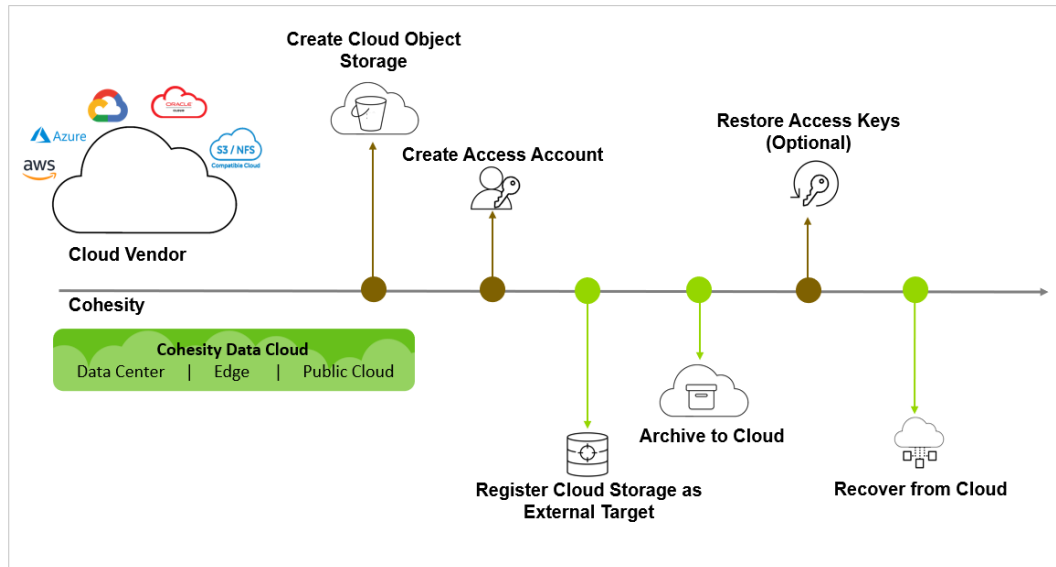 Create Cloud Object
Storage
Azure
ORACLE
CLOUD
S3 / NFS
Compatible Cloud
aws
Create Access Account
Restore Access Keys
(Optional)
Cloud Vendor
Cohesity
Cohesity Data Cloud
Data Center | Edge | Public Cloud
Archive to Cloud
Register Cloud Storage as
External Target
Recover from Cloud